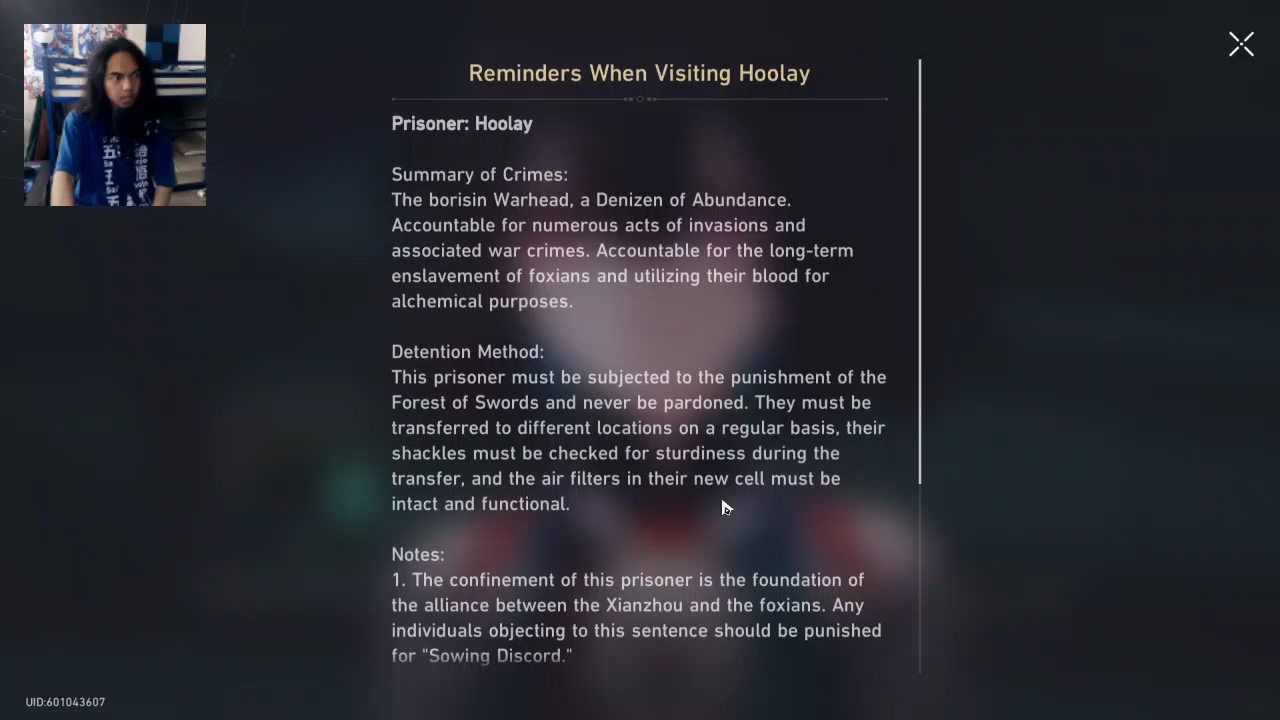 Reminders When Visiting Hoolay
Prisoner: Hoolay
Summary of Crimes:
The borisin Warhead, a Denizen of Abundance.
Accountable for numerous acts of invasions and
associated war crimes. Accountable for the long-term
enslavement of foxians and utilizing their blood for
alchemical purposes.
Detention Method:
This prisoner must be subjected to the punishment of the
Forest of Swords and never be pardoned. They must be
transferred to different locations on a regular basis, their
shackles must be checked for sturdiness during the
transfer, and the air filters in their new cell must be
intact and functional.
Notes:
1. The confinement of this prisoner is the foundation of
the alliance between the Xianzhou and the foxians. Any
individuals objecting to this sentence should be punished
for "Sowing Discord."
UID:601043607